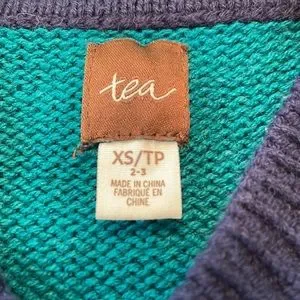 tea
XS/TP
2-3
MADE IN CHINA
FABRIQUÉ EN
CHINE